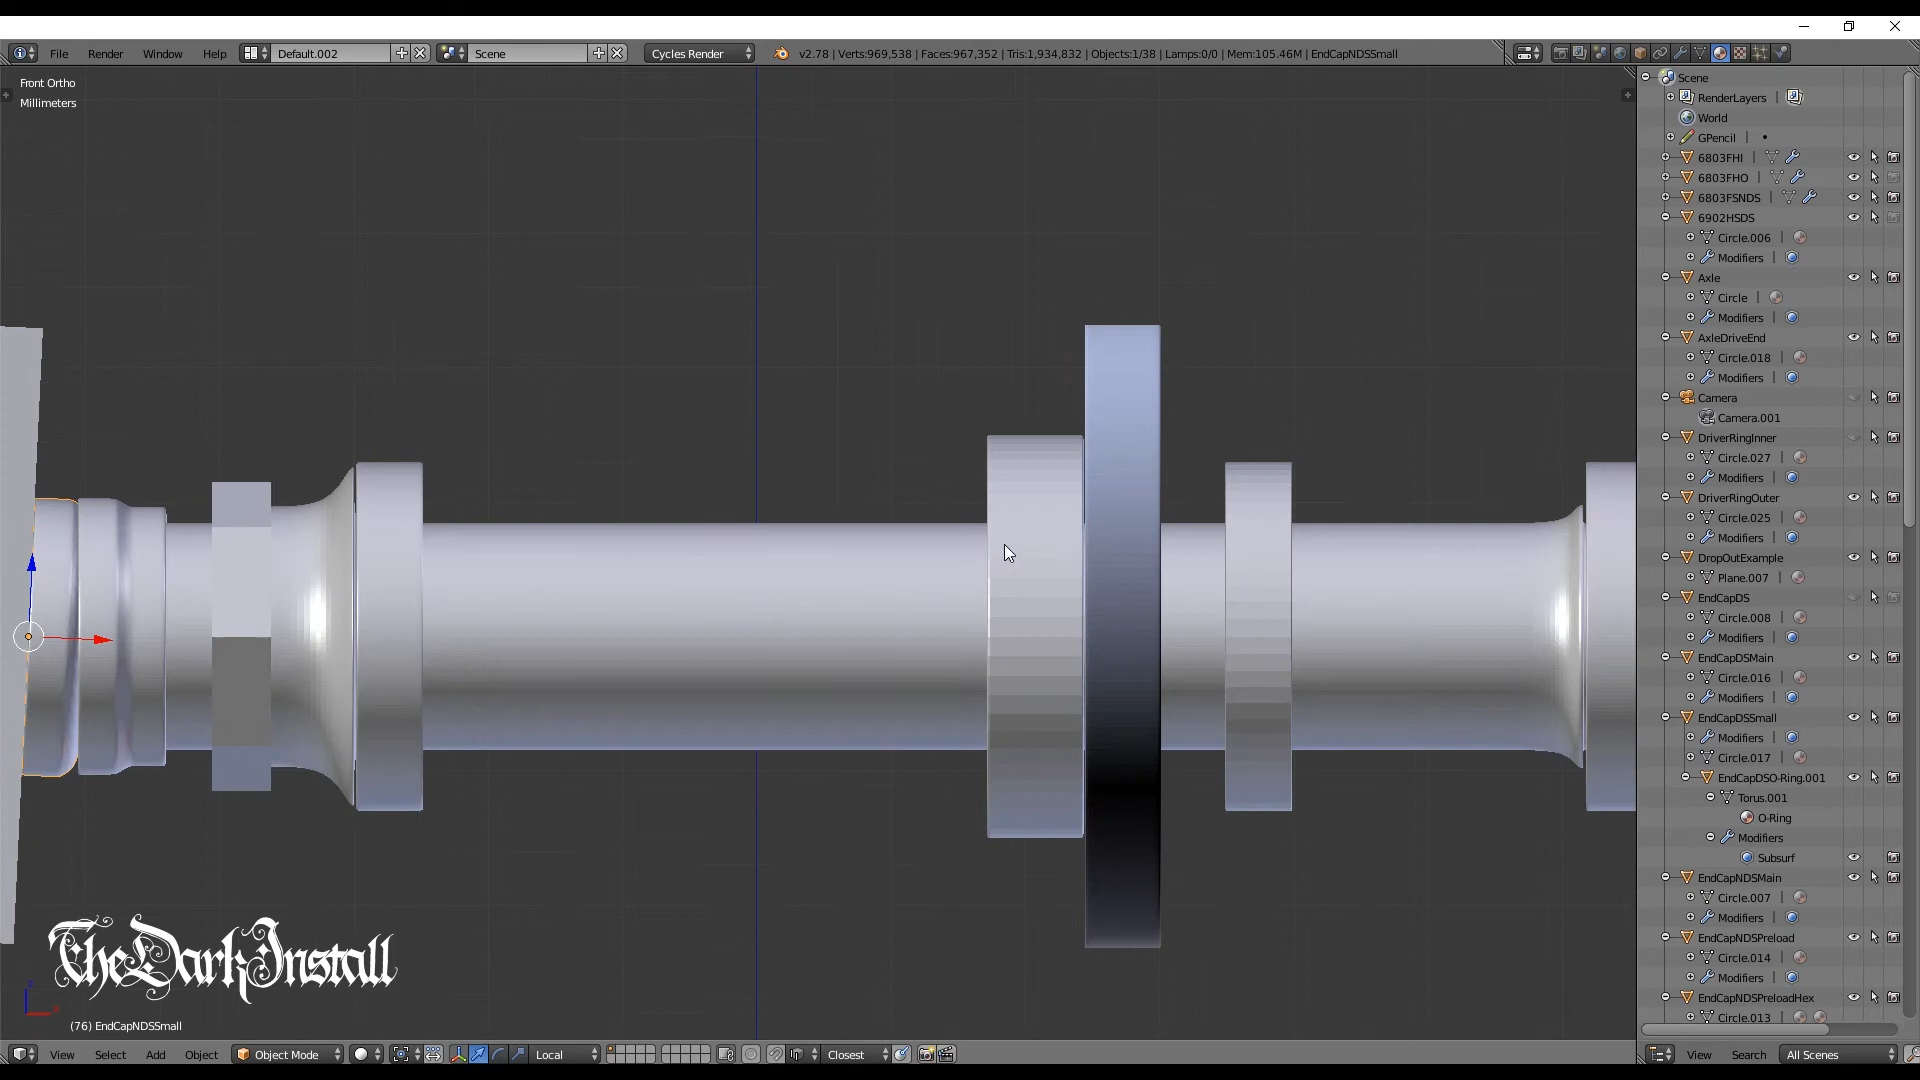 File Render Window Help Default.002 Scene Cycles Render v2.78 | Verts:969,538 | Faces:967,352 | Tris:1,934,832 | Objects:1/38 | Lamps:0/0 | Mem:105.46M | EndCapNDSSmall
Front Ortho
Millimeters
Scene
RenderLayers
World
GPencil
6803FHI
6803FHO
6803FSNDS
6902HSDS
Circle.006
Modifiers
Axle
Circle
Modifiers
AxleDriveEnd
Circle.018
Modifiers
Camera
Camera.001
DriverRingInner
Circle.027
Modifiers
DriverRingOuter
Circle.025
Modifiers
DropOutExample
Plane.007
EndCapDS
Circle.008
Modifiers
EndCapDSMain
Circle.016
Modifiers
EndCapDSSmall
Modifiers
Circle.017
EndCapDSO-Ring.001
Torus.001
O-Ring
Modifiers
Subsurf
EndCapNDSMain
Circle.007
Modifiers
EndCapNDSPreload
Circle.014
Modifiers
EndCapNDSPreloadHex
Circle.013
TheDarkInstall
(76) EndCapNDSSmall
View Select Add Object Object Mode Local Closest
View Search All Scenes